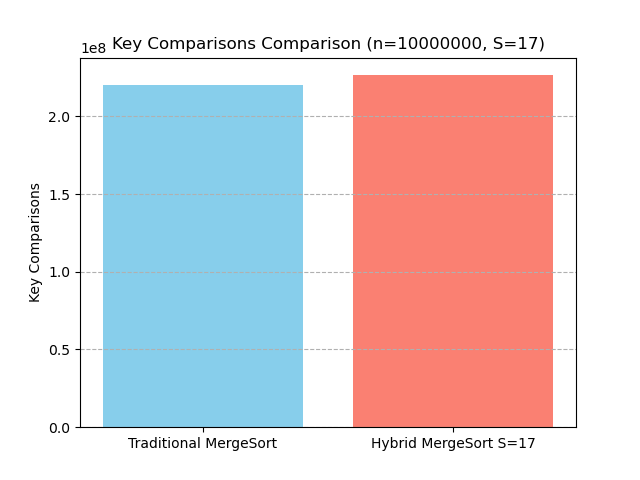 Key Comparisons Comparison (n=10000000, S=17)
1e8
2.0
1.5
1.0
0.5
0.0
Key Comparisons
Traditional MergeSort
Hybrid MergeSort S=17